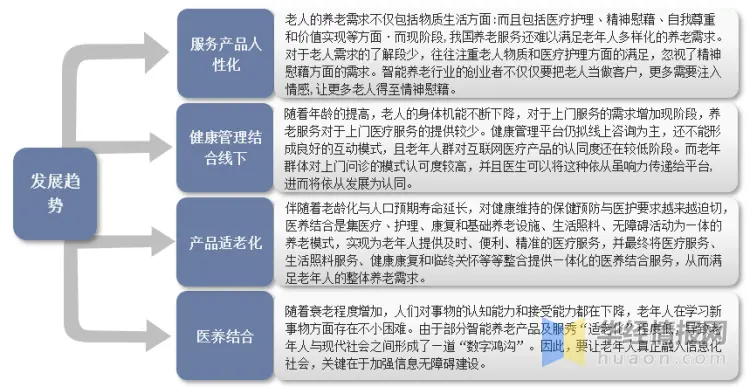 发展趋
势
服务产品人
性化
老人的养老需求不仅包括物质生活方面:而且包括医疗护理、精神慰藉、自我尊重
和价值实现等方面·而现阶段,我国养老服务还难以满足老年人多样化的养老需求。
对于老人需求的了解段少，往往注重老人物质和医疗护理方面的满足，忽视了精神
慰藉方面的需求。智能养老行业的创业者不仅仅要把老人当做客户，更多需要注入
情感,让更多老人得至情神慰藉。
健康管理结
合线下
随着年龄的提高，老人的身体机能不断下降，对于上门服务的需求增加现阶段，养
老服务对于上门医疗服务的提供较少。健康管理平台仍拟线上咨询为主，还不能形
成良好的互动模式，且老年人群对互联网医疗产品的认同度还在较低阶段。而老年
群体对上门问诊的模式认可度较高，并且医生可以将这种依从虽响力传递给平台,
进而将依从发展为认同。
产品适老化
伴随着老龄化与人口预期寿命延长，对健康维持的保健预防与医护要求越来越迫切,
医养结合是集医疗、护理、康复和基础养老设施、生活照料、无障碍活动为一体的
养老模式，实现为老年人提供及时、便利、精准的医疗服务，并最终将医疗服务、
生活照料服务、健康康复和临终关怀等等整合提供一体化的医养结合服务，从而满
足老年人的整体养老需求。
医养结合
随着衰老程度增加，人们对事物的认知能力和接受能力都在下降，老年人在学习新
事物方面存在不小困难。由于部分智能养老产品及服秀“适老化”程度
人与现代社会之间形成了一道“数字鸿沟”。因此，要让老年人真正融入信息化
社会，关键在于加强信息无障碍建设。
华经情报网
huaon.com